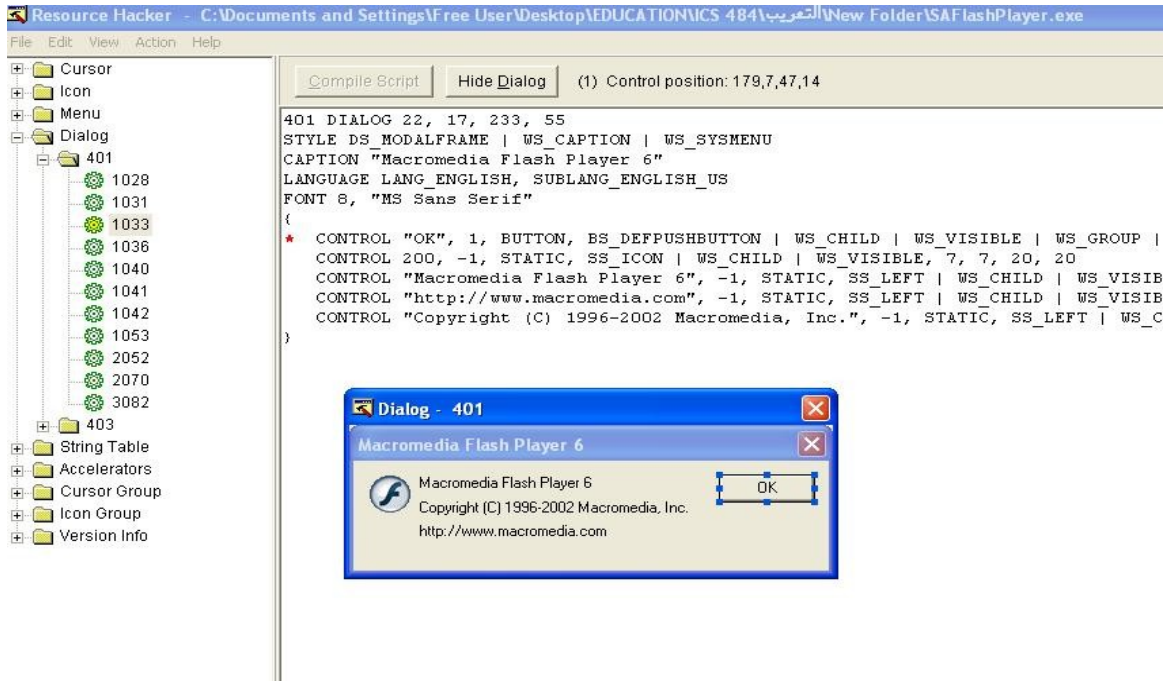 Resource Hacker - C:\Documents and Settings\Free User\Desktop\EDUCATION\ICS 484\التعريب\New Folder\SAFlashPlayer.exe
File Edit View Action Help
Cursor
Icon
Menu
Dialog
401
1028
1031
1033
1036
1040
1041
1042
1053
2052
2070
3082
403
String Table
Accelerators
Cursor Group
Icon Group
Version Info
Compile Script Hide Dialog (1) Control position: 179,7,47,14
401 DIALOG 22, 17, 233, 55
STYLE DS_MODALFRAME | WS_CAPTION | WS_SYSMENU
CAPTION "Macromedia Flash Player 6"
LANGUAGE LANG_ENGLISH, SUBLANG_ENGLISH_US
FONT 8, "MS Sans Serif"
{
* CONTROL "OK", 1, BUTTON, BS_DEFPUSHBUTTON | WS_CHILD | WS_VISIBLE | WS_GROUP |
CONTROL 200, -1, STATIC, SS_ICON | WS_CHILD | WS_VISIBLE, 7, 7, 20, 20
CONTROL "Macromedia Flash Player 6", -1, STATIC, SS_LEFT | WS_CHILD | WS_VISIB
CONTROL "http://www.macromedia.com", -1, STATIC, SS_LEFT | WS_CHILD | WS_VISIB
CONTROL "Copyright (C) 1996-2002 Macromedia, Inc.", -1, STATIC, SS_LEFT | WS_C
}
Dialog - 401
Macromedia Flash Player 6
Macromedia Flash Player 6
OK
Copyright (C) 1996-2002 Macromedia, Inc.
http://www.macromedia.com